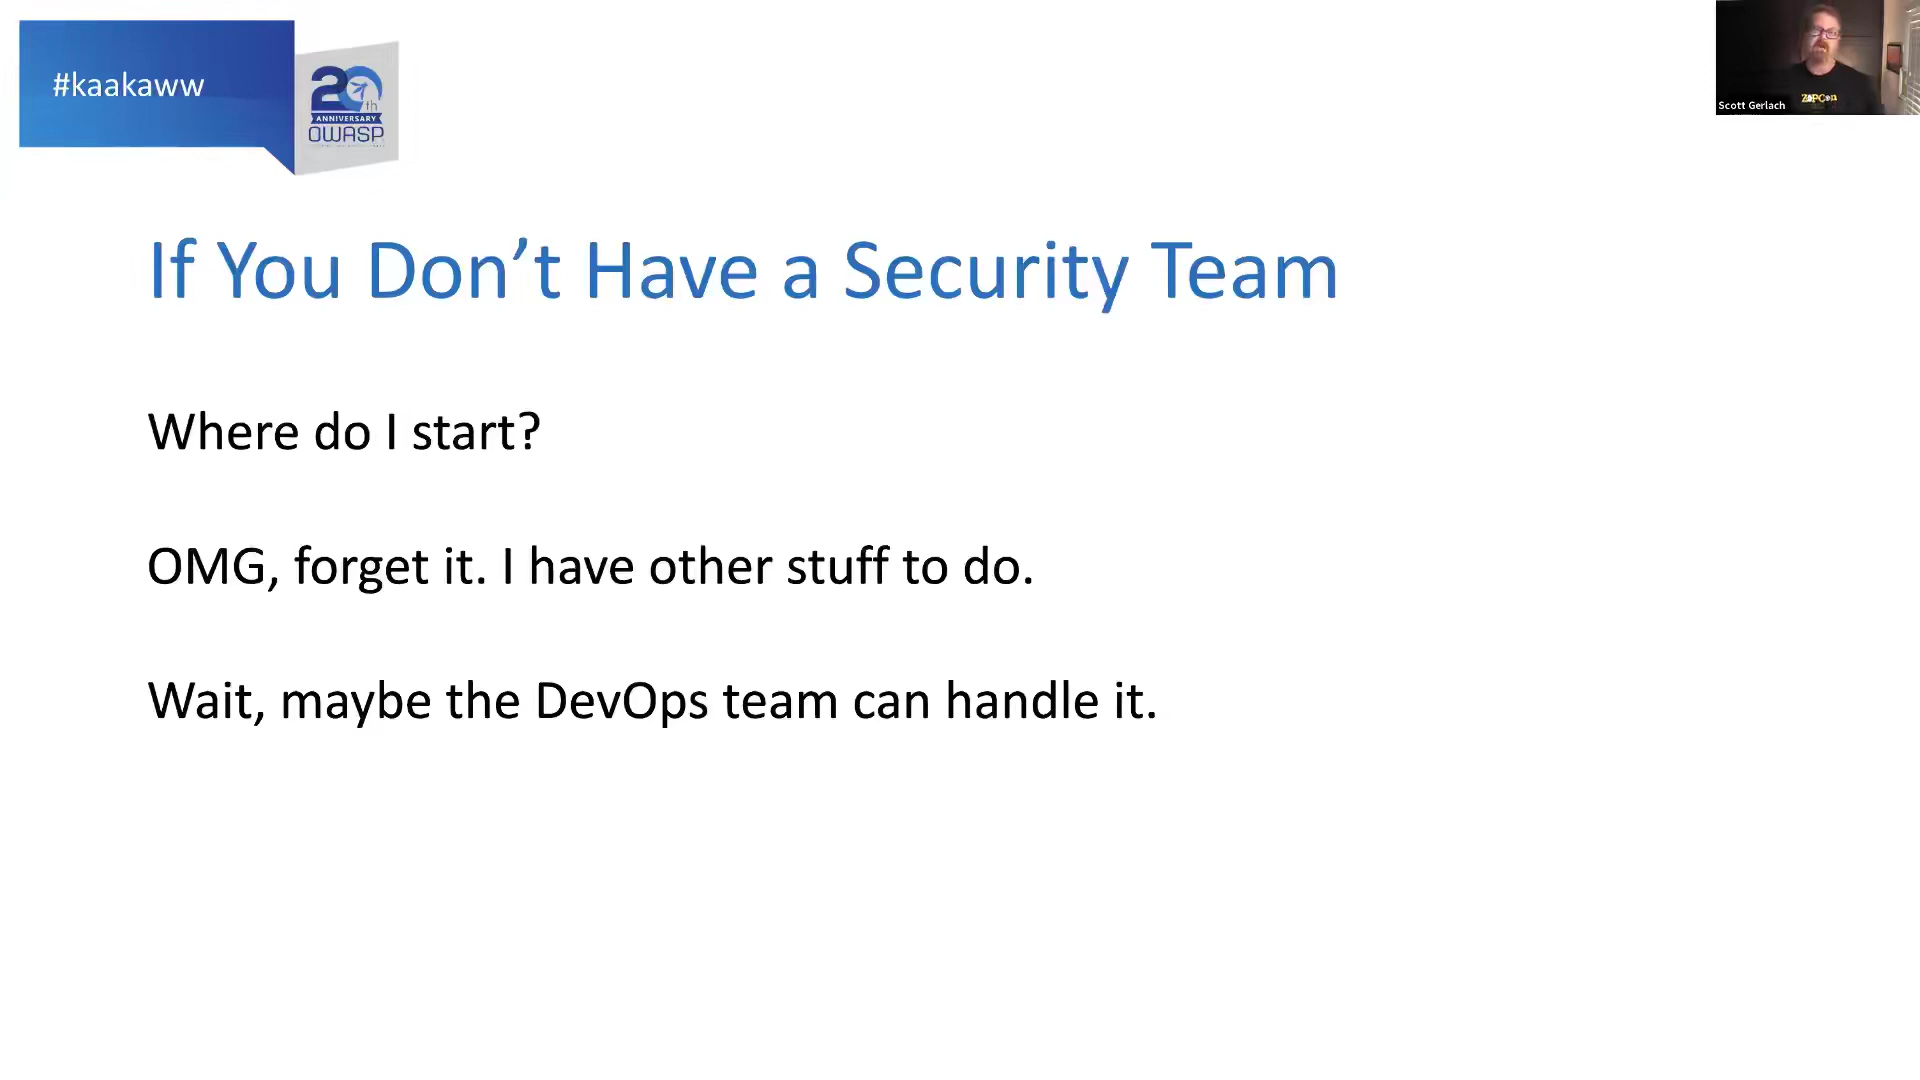 #kaakaww
20th
ANNIVERSARY
OWASP
Scott Gerlach
ZAPCon
If You Don’t Have a Security Team
Where do I start?
OMG, forget it. I have other stuff to do.
Wait, maybe the DevOps team can handle it.